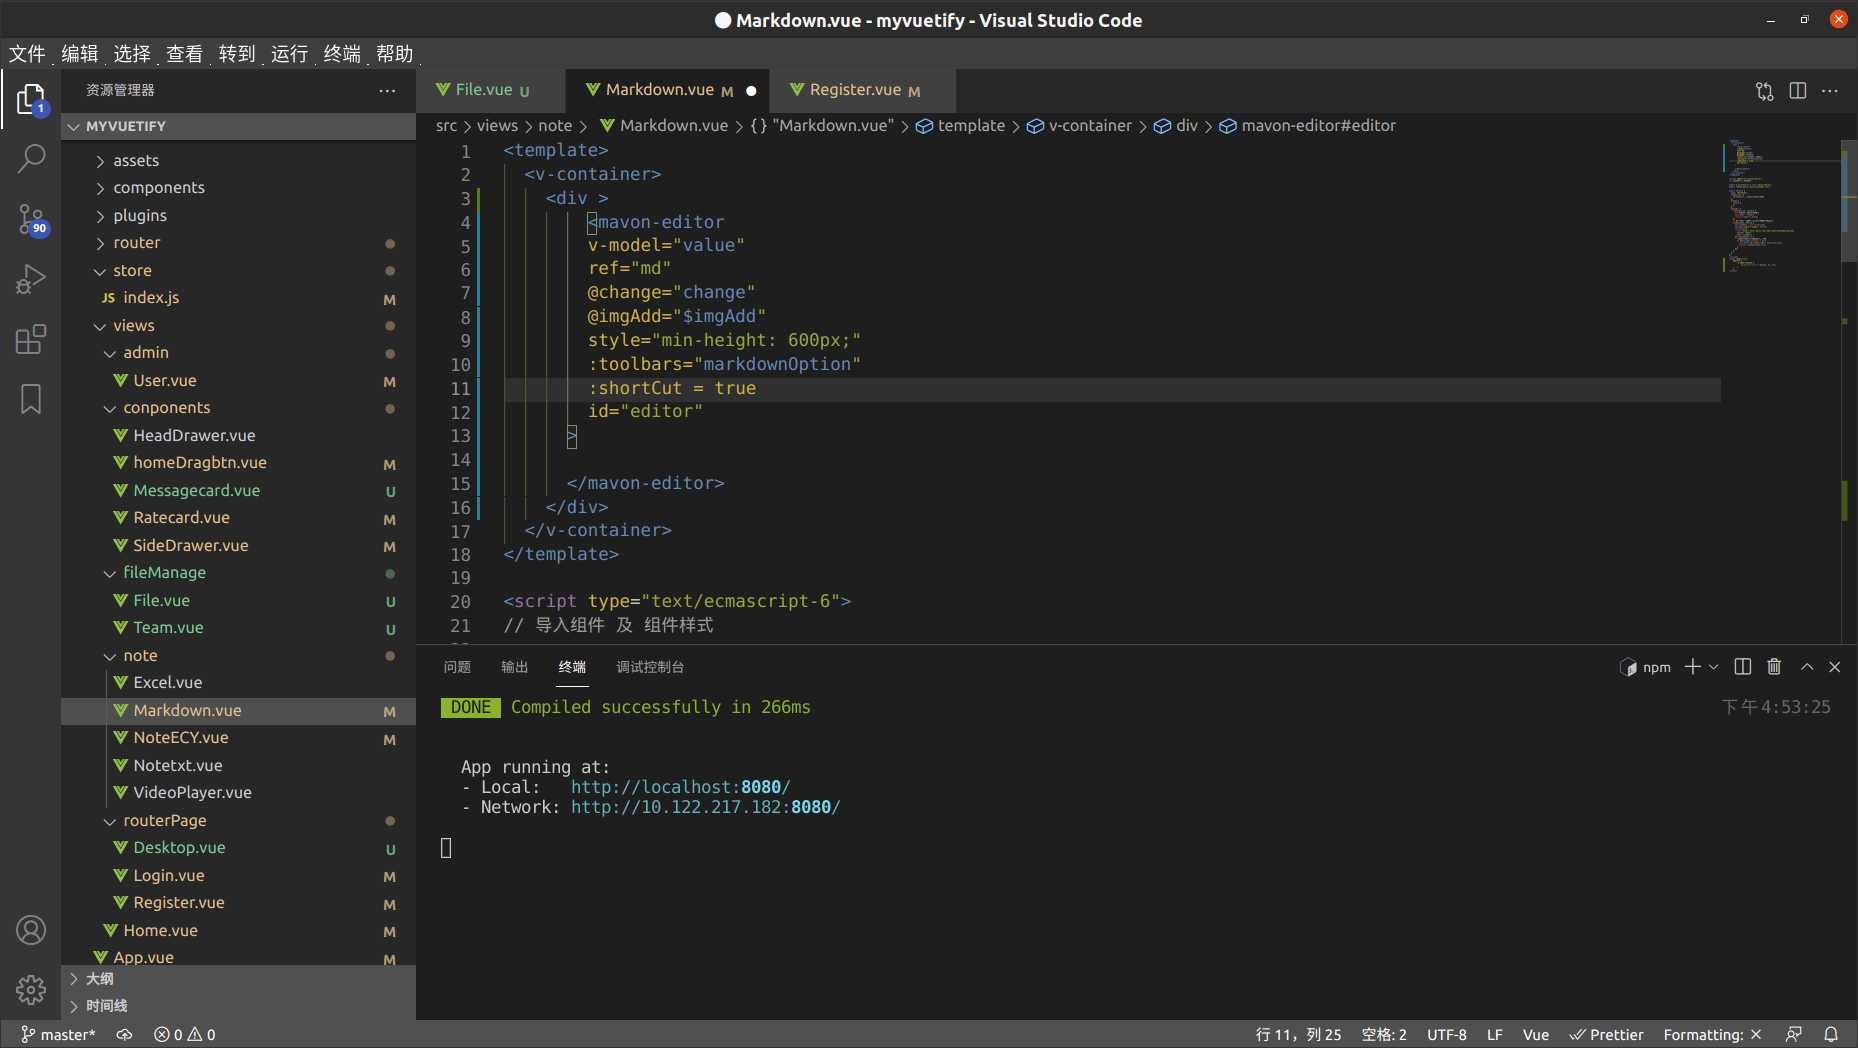 Markdown.vue - myvuetify - Visual Studio Code
文件 编辑 选择 查看 转到 运行 终端 帮助
资源管理器 ···
MYVUETIFY
assets
components
plugins
router
store
JS index.js M
views
admin
User.vue M
conponents
HeadDrawer.vue
homeDragbtn.vue M
Messagecard.vue U
Ratecard.vue M
SideDrawer.vue M
fileManage
File.vue U
Team.vue U
note
Excel.vue
Markdown.vue M
NoteECY.vue M
Notetxt.vue
VideoPlayer.vue
routerPage
Desktop.vue U
Login.vue M
Register.vue M
Home.vue M
App.vue M
大纲
时间线
1
90
File.vue U Markdown.vue M Register.vue M
src > views > note > Markdown.vue > {} "Markdown.vue" > template > v-container > div > mavon-editor#editor
1 <template>
2 <v-container>
3 <div >
4 <mavon-editor
5 v-model="value"
6 ref="md"
7 @change="change"
8 @imgAdd="$imgAdd"
9 style="min-height: 600px;"
10 :toolbars="markdownOption"
11 :shortCut = true
12 id="editor"
13 >
14
15 </mavon-editor>
16 </div>
17 </v-container>
18 </template>
19
20 <script type="text/ecmascript-6">
21 // 导入组件 及 组件样式
问题 输出 终端 调试控制台 npm
DONE Compiled successfully in 266ms 下午4:53:25
App running at:
- Local: http://localhost:8080/
- Network: http://10.122.217.182:8080/
master* 0 0 行 11，列 25 空格: 2 UTF-8 LF Vue Prettier Formatting: ×